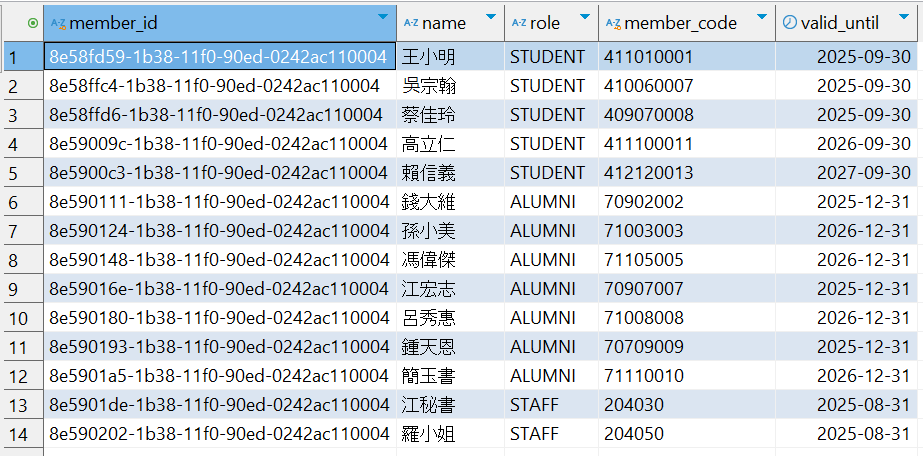 A-Z member_id A-Z name A-Z role A-Z member_code valid_until
1 8e58fd59-1b38-11f0-90ed-0242ac110004 王小明 STUDENT 411010001 2025-09-30
2 8e58ffc4-1b38-11f0-90ed-0242ac110004 吳宗翰 STUDENT 410060007 2025-09-30
3 8e58ffd6-1b38-11f0-90ed-0242ac110004 蔡佳玲 STUDENT 409070008 2025-09-30
4 8e59009c-1b38-11f0-90ed-0242ac110004 高立仁 STUDENT 411100011 2026-09-30
5 8e5900c3-1b38-11f0-90ed-0242ac110004 賴信義 STUDENT 412120013 2027-09-30
6 8e590111-1b38-11f0-90ed-0242ac110004 錢大維 ALUMNI 70902002 2025-12-31
7 8e590124-1b38-11f0-90ed-0242ac110004 孫小美 ALUMNI 71003003 2026-12-31
8 8e590148-1b38-11f0-90ed-0242ac110004 馮偉傑 ALUMNI 71105005 2026-12-31
9 8e59016e-1b38-11f0-90ed-0242ac110004 江宏志 ALUMNI 70907007 2025-12-31
10 8e590180-1b38-11f0-90ed-0242ac110004 呂秀惠 ALUMNI 71008008 2026-12-31
11 8e590193-1b38-11f0-90ed-0242ac110004 鍾天恩 ALUMNI 70709009 2025-12-31
12 8e5901a5-1b38-11f0-90ed-0242ac110004 簡玉書 ALUMNI 71110010 2026-12-31
13 8e5901de-1b38-11f0-90ed-0242ac110004 江秘書 STAFF 204030 2025-08-31
14 8e590202-1b38-11f0-90ed-0242ac110004 羅小姐 STAFF 204050 2025-08-31